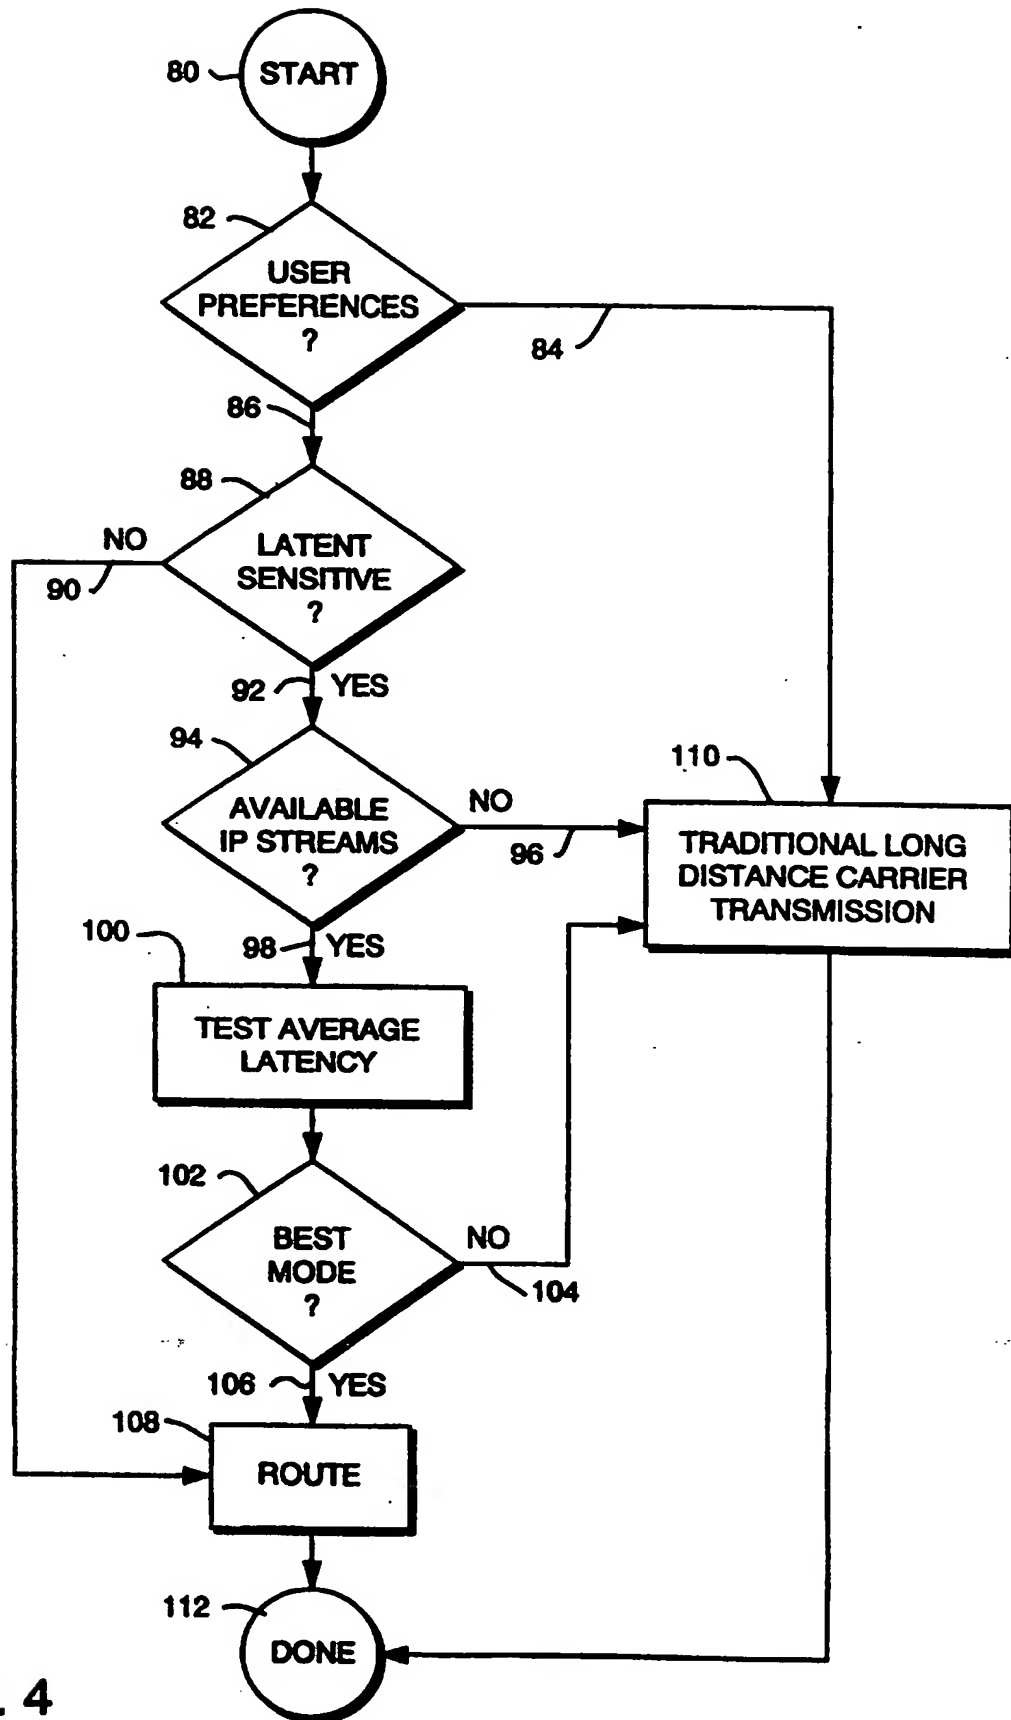 80
START
82
USER
PREFERENCES
?
84
86
88
NO
LATENT
SENSITIVE
?
90
92
YES
94
NO
AVAILABLE
IP STREAMS
?
96
110
TRADITIONAL LONG
DISTANCE CARRIER
TRANSMISSION
100
98
YES
TEST AVERAGE
LATENCY
102
NO
BEST
MODE
?
104
106
YES
108
ROUTE
112
DONE
. 4